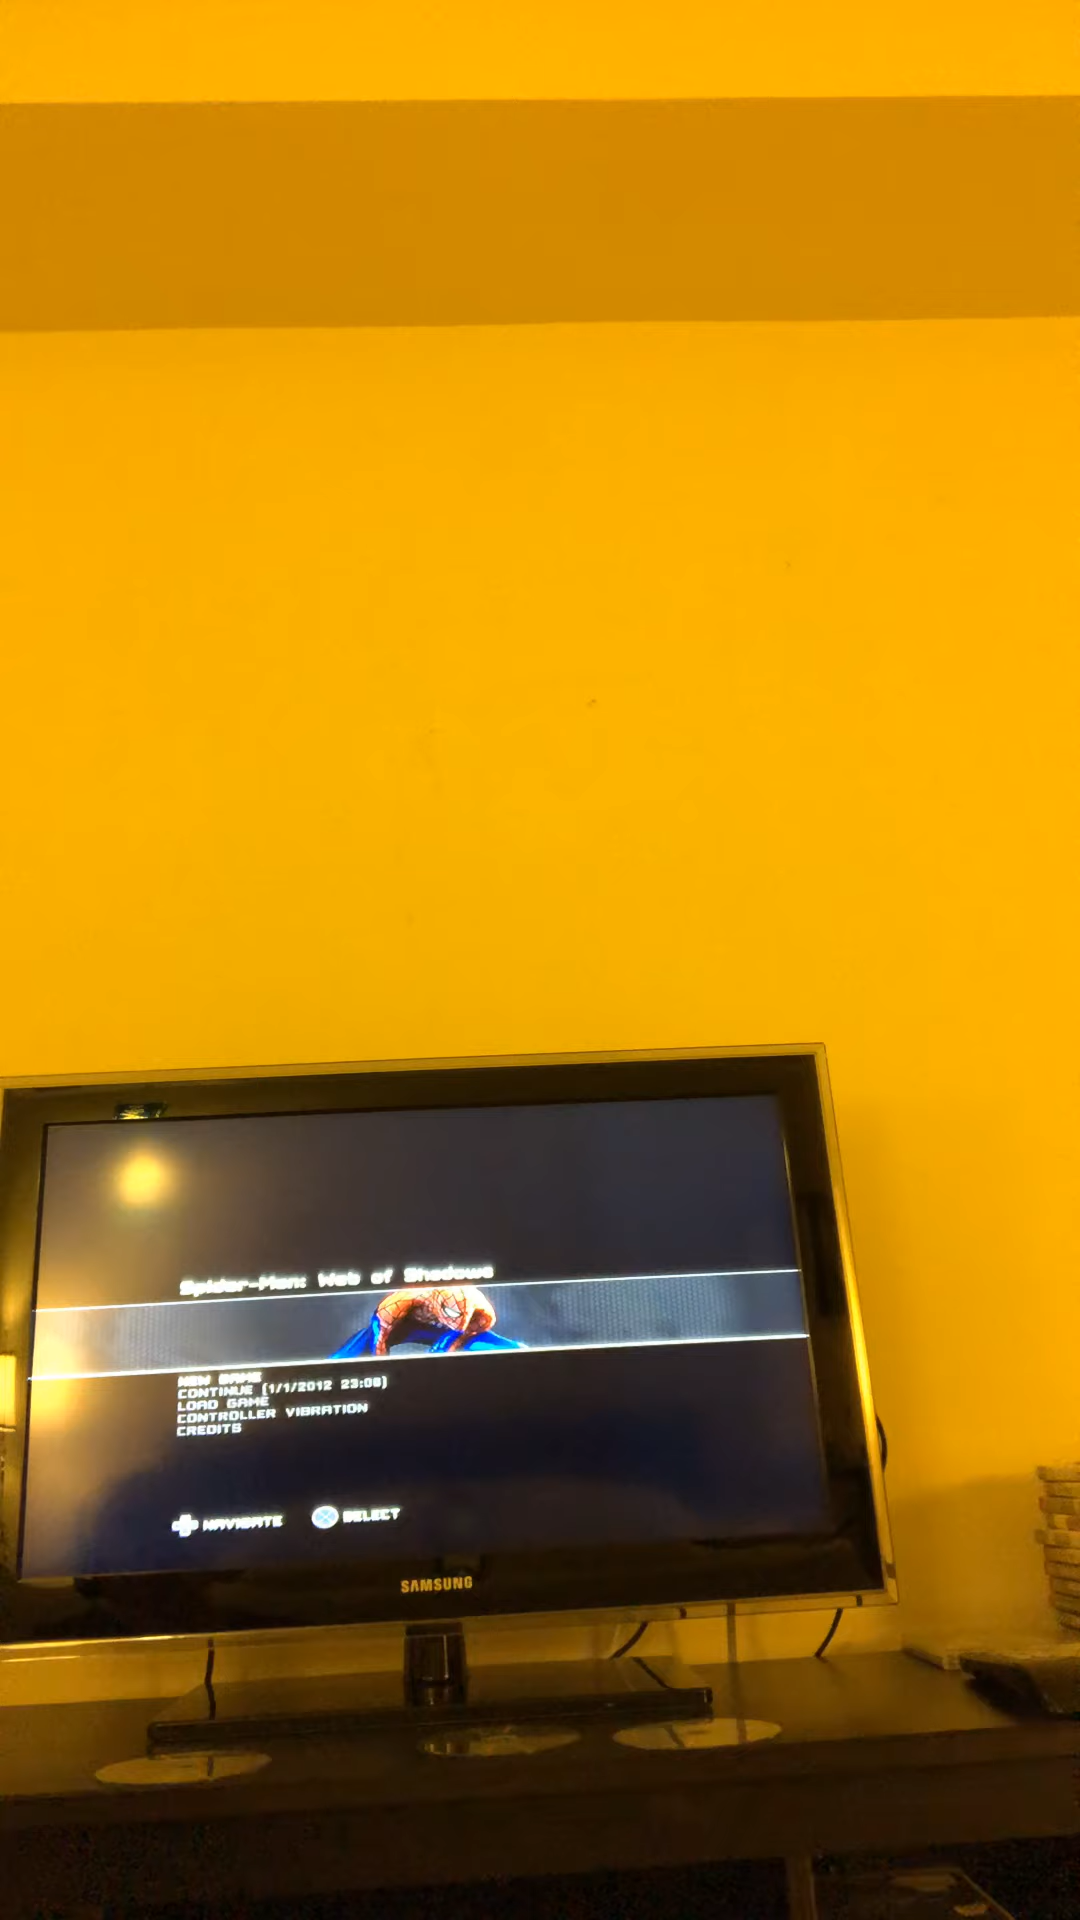 Spider-Man: Web of Shadows
NEW GAME
CONTINUE (1/1/2012 23:06)
LOAD GAME
CONTROLLER VIBRATION
CREDITS
NAVIGATE SELECT
SAMSUNG